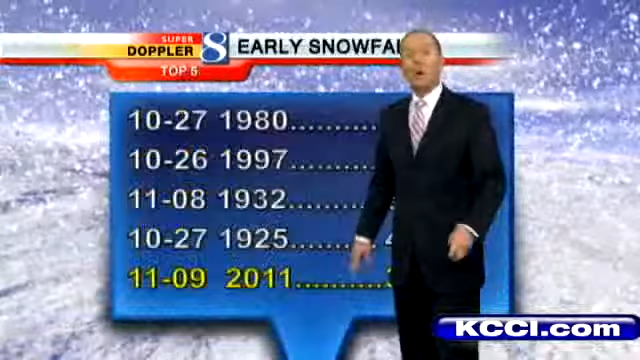 SUPER
DOPPLER 8 EARLY SNOWFA
TOP 5
10-27 1980..........
10-26 1997..........
11-08 1932..........
10-27 1925..........
11-09 2011..........
KCCI.com